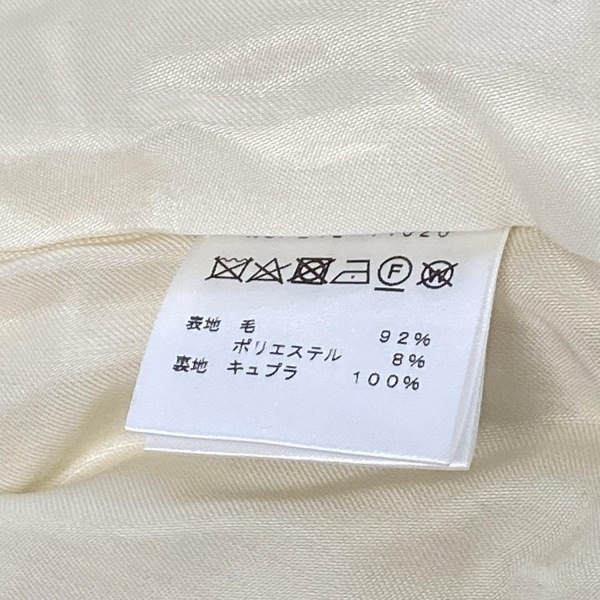 F W
表地 毛 92%
ポリエステル 8%
裏地 キュプラ 100%